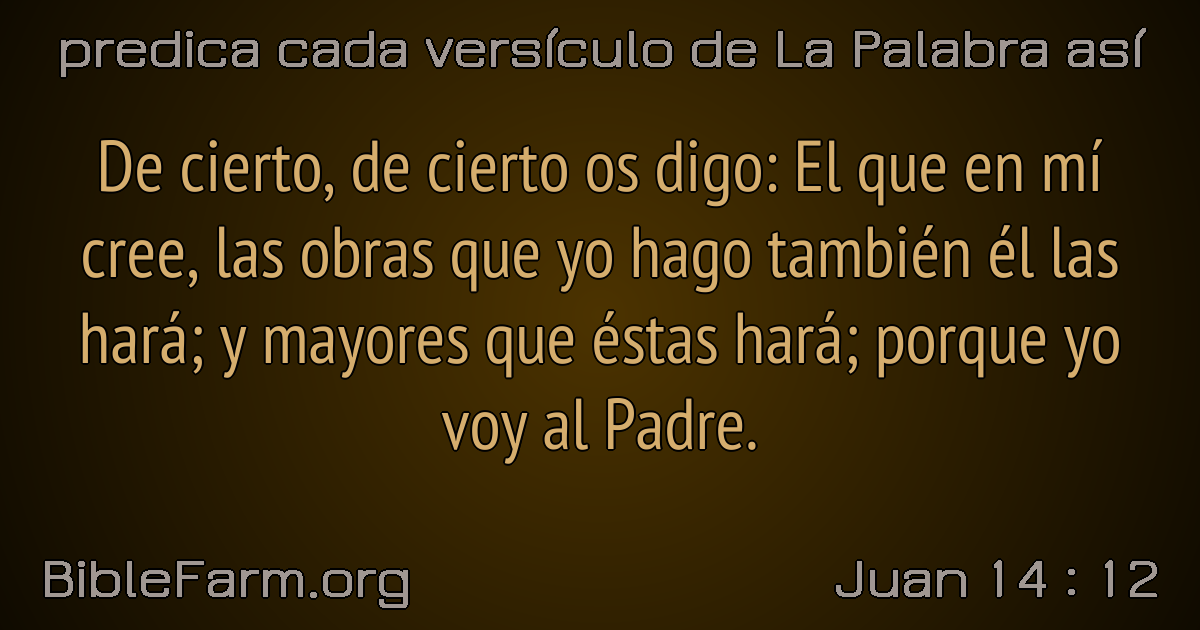 predica cada versículo de La Palabra así
De cierto, de cierto os digo: El que en mí
cree, las obras que yo hago también él las
hará; y mayores que éstas hará; porque yo
voy al Padre.
BibleFarm.org
Juan 14 : 12